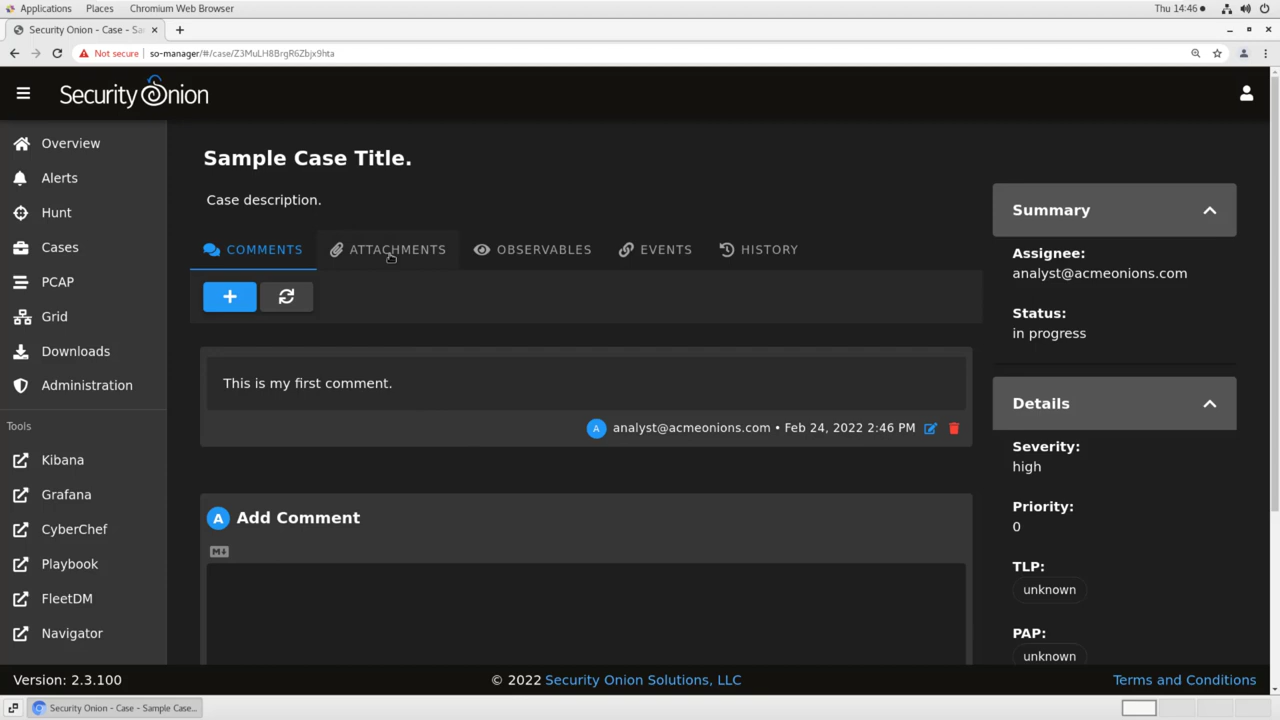 Applications Places Chromium Web Browser Thu 14:46
Security Onion - Case - Sa
Not secure so-manager/#/case/Z3MuLH8BrgR6Zbjx9hta
Security Onion
Overview
Alerts
Hunt
Cases
PCAP
Grid
Downloads
Administration
Tools
Kibana
Grafana
CyberChef
Playbook
FleetDM
Navigator
Sample Case Title.
Case description.
COMMENTS ATTACHMENTS OBSERVABLES EVENTS HISTORY
+
This is my first comment.
A analyst@acmeonions.com • Feb 24, 2022 2:46 PM
A Add Comment
M
Summary
Assignee:
analyst@acmeonions.com
Status:
in progress
Details
Severity:
high
Priority:
0
TLP:
unknown
PAP:
unknown
Version: 2.3.100 © 2022 Security Onion Solutions, LLC Terms and Conditions
Security Onion - Case - Sample Case...